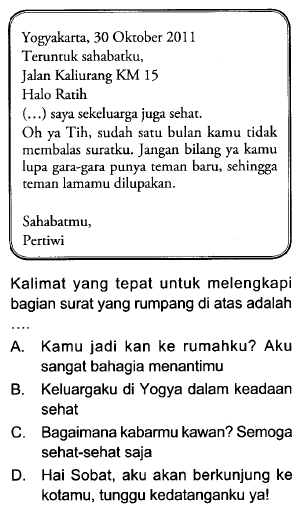 Yogyakarta, 30 Oktober 2011
Teruntuk sahabatku,
Jalan Kaliurang KM 15
Halo Ratih
(...) saya sekeluarga juga sehat.
Oh ya Tih, sudah satu bulan kamu tidak
membalas suratku. Jangan bilang ya kamu
lupa gara-gara punya teman baru, sehingga
teman lamamu dilupakan.
Sahabatmu,
Pertiwi
Kalimat yang tepat untuk melengkapi
bagian surat yang rumpang di atas adalah
....
A. Kamu jadi kan ke rumahku? Aku
sangat bahagia menantimu
B. Keluargaku di Yogya dalam keadaan
sehat
C. Bagaimana kabarmu kawan? Semoga
sehat-sehat saja
D. Hai Sobat, aku akan berkunjung ke
kotamu, tunggu kedatanganku ya!